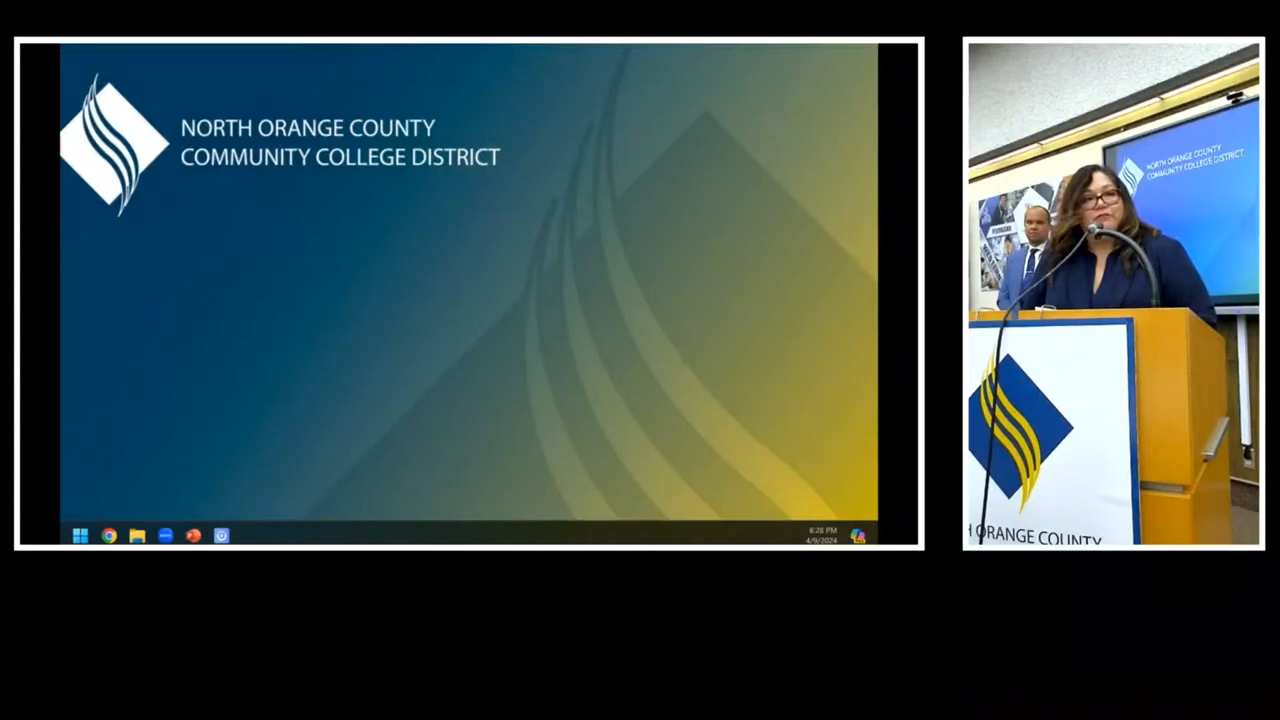 NORTH ORANGE COUNTY
COMMUNITY COLLEGE DISTRICT
8:28 PM
4/9/2024
NORTH ORANGE COUNTY
COMMUNITY COLLEGE DISTRICT
H ORANGE COUNTY